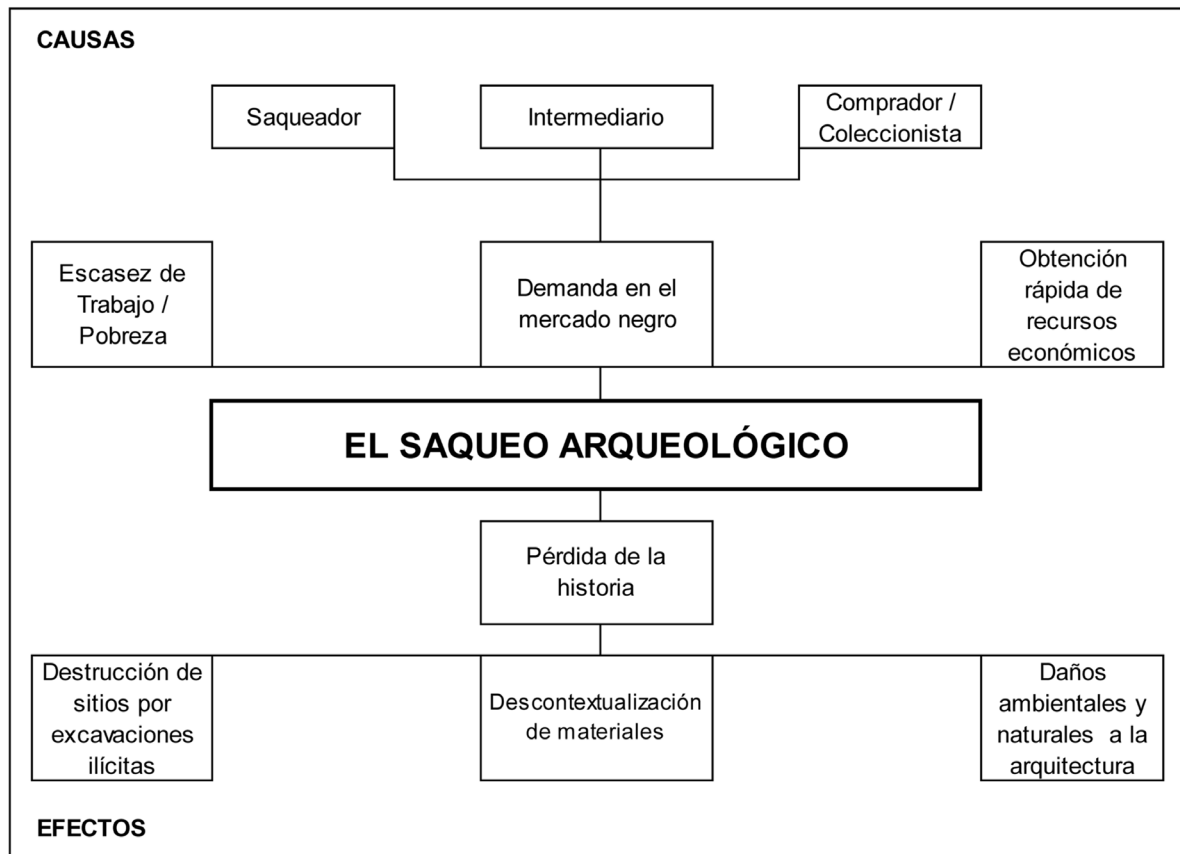 CAUSAS
Saqueador
Intermediario
Comprador /
Coleccionista
Escasez de
Trabajo /
Pobreza
Demanda en el
mercado negro
Obtención
rápida de
recursos
económicos
EL SAQUEO ARQUEOLÓGICO
Pérdida de la
historia
Destrucción de
sitios por
excavaciones
ilícitas
Descontextualización
de materiales
Daños
ambientales y
naturales a la
arquitectura
EFECTOS